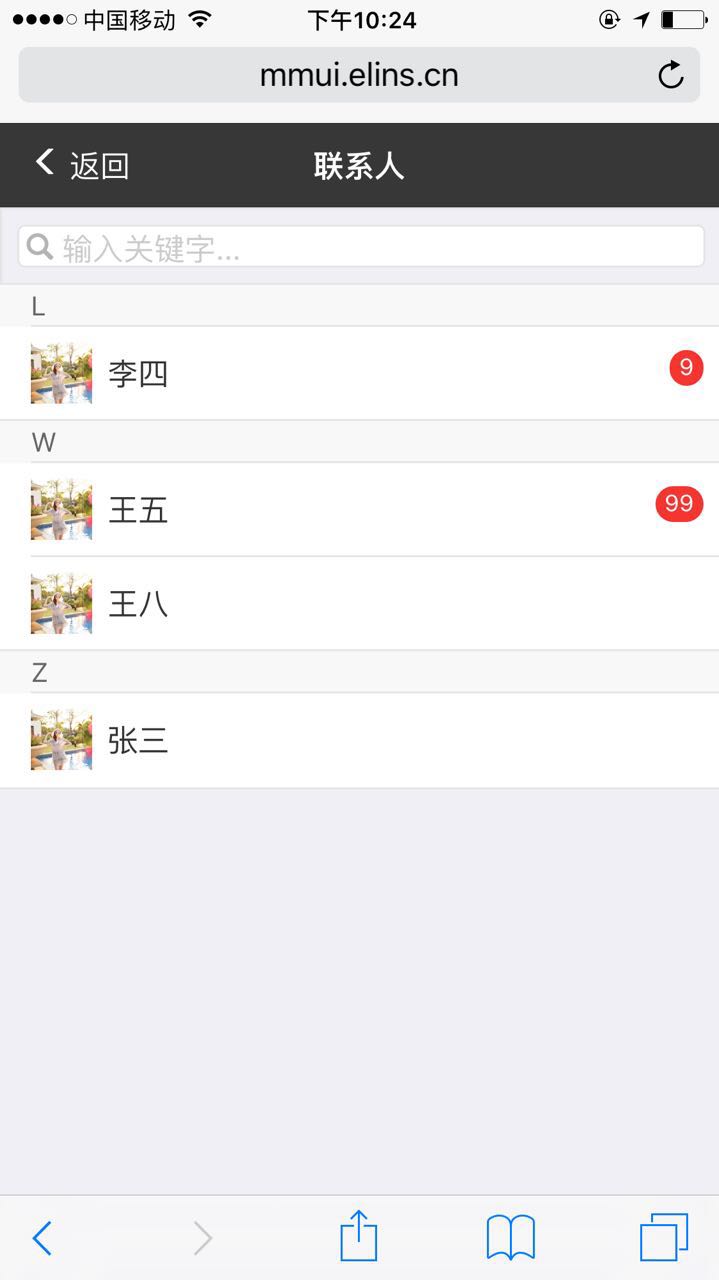 中国移动 下午10:24
mmui.elins.cn
返回 联系人
输入关键字...
L
李四 9
W
王五 99
王八
Z
张三